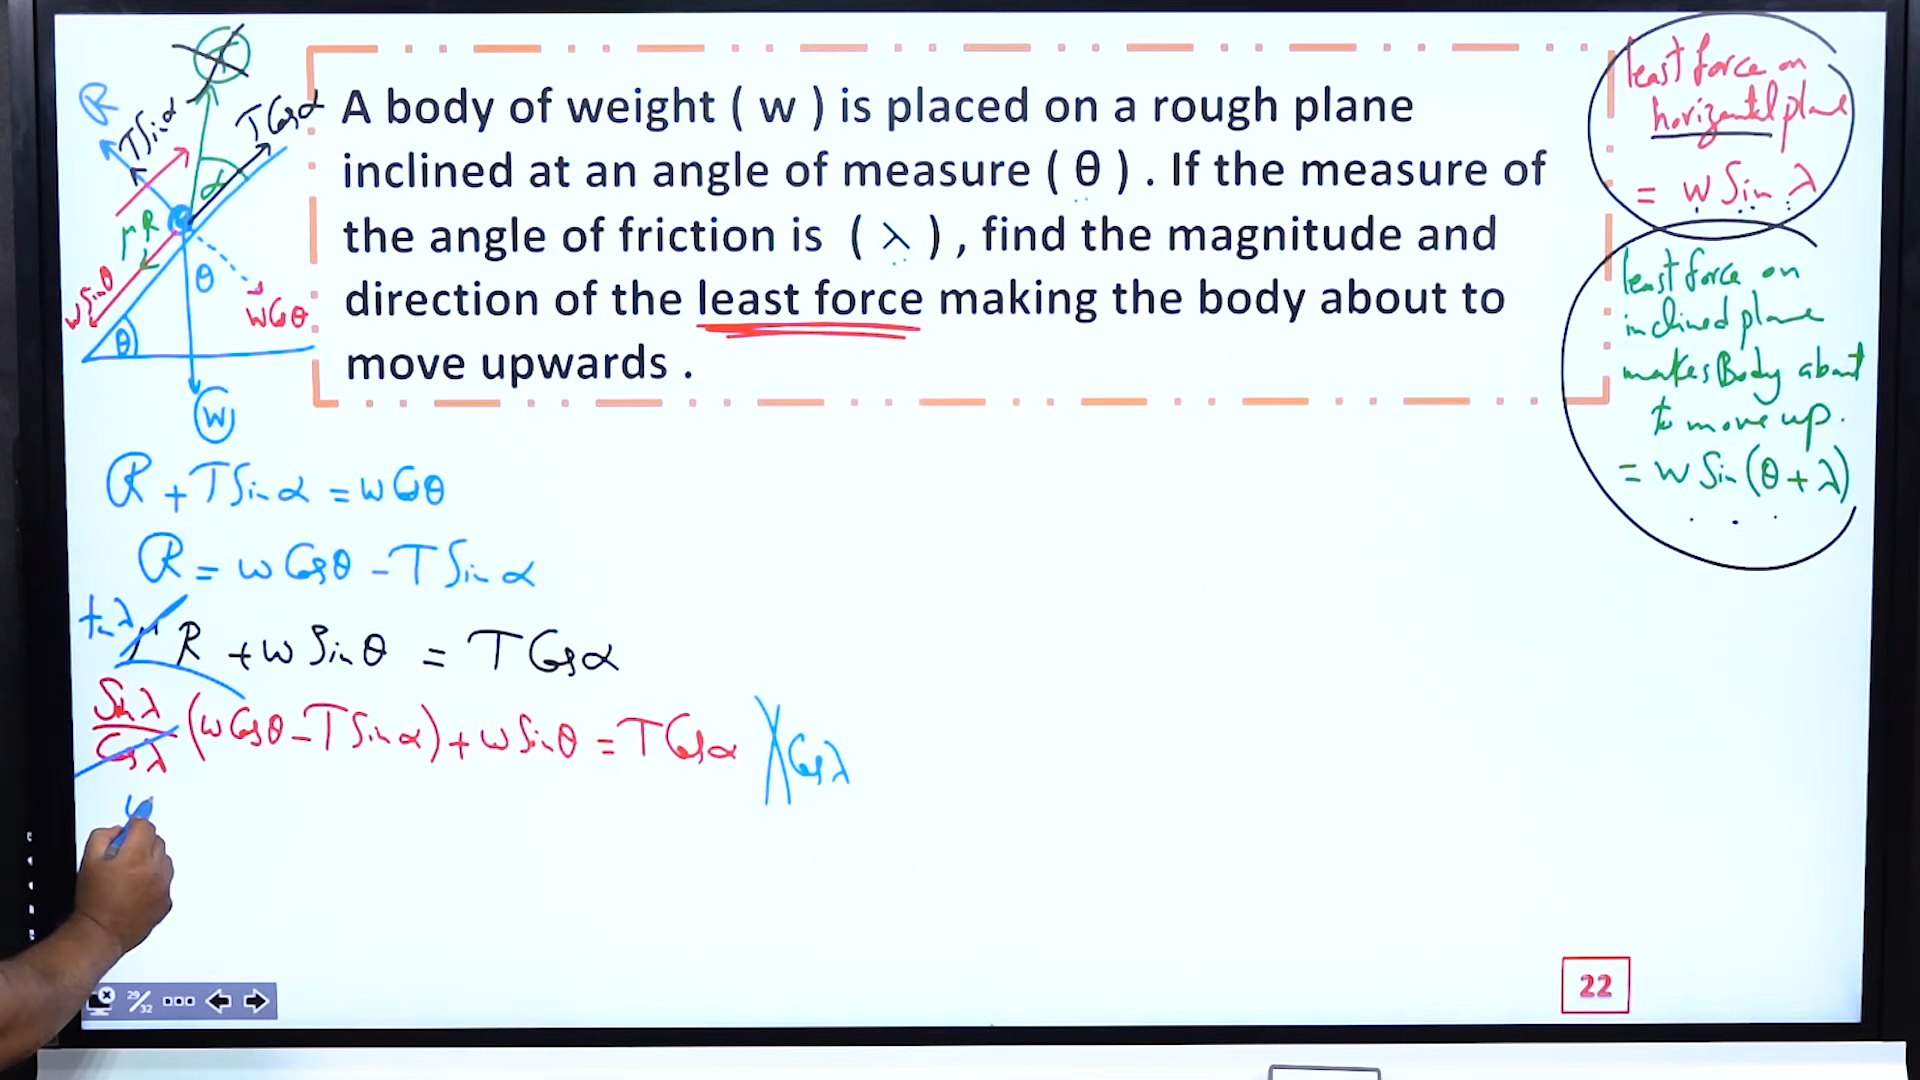 A body of weight ( w ) is placed on a rough plane
inclined at an angle of measure ( θ ) . If the measure of
the angle of friction is ( λ ) , find the magnitude and
direction of the least force making the body about to
move upwards .
R
T Sin α
T Cos α
α
μR
W Sin θ
θ
W Cos θ
θ
W
R + T Sin α = w Cos θ
R = w Cos θ - T Sin α
tan λ
μ R + w Sin θ = T Cos α
Sin λ / Cos λ (w Cos θ - T Sin α) + w Sin θ = T Cos α × Cos λ
least force on
horizontal plane
= w Sin λ
least force on
inclined plane
makes Body about
to move up.
= w Sin (θ + λ)
29/32
22